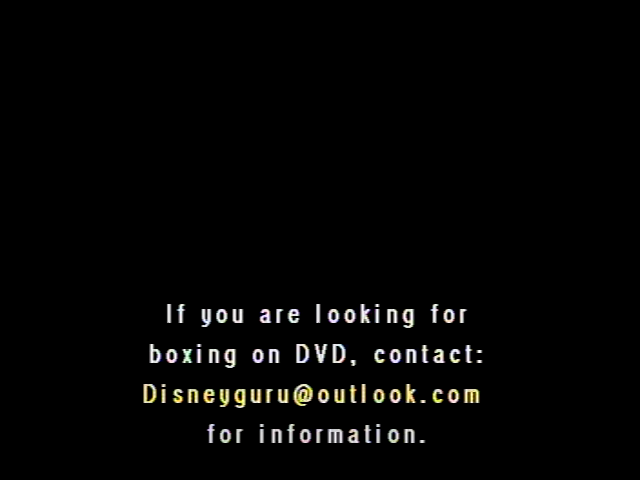 If you are looking for
boxing on DVD, contact:
Disneyguru@outlook.com
for information.